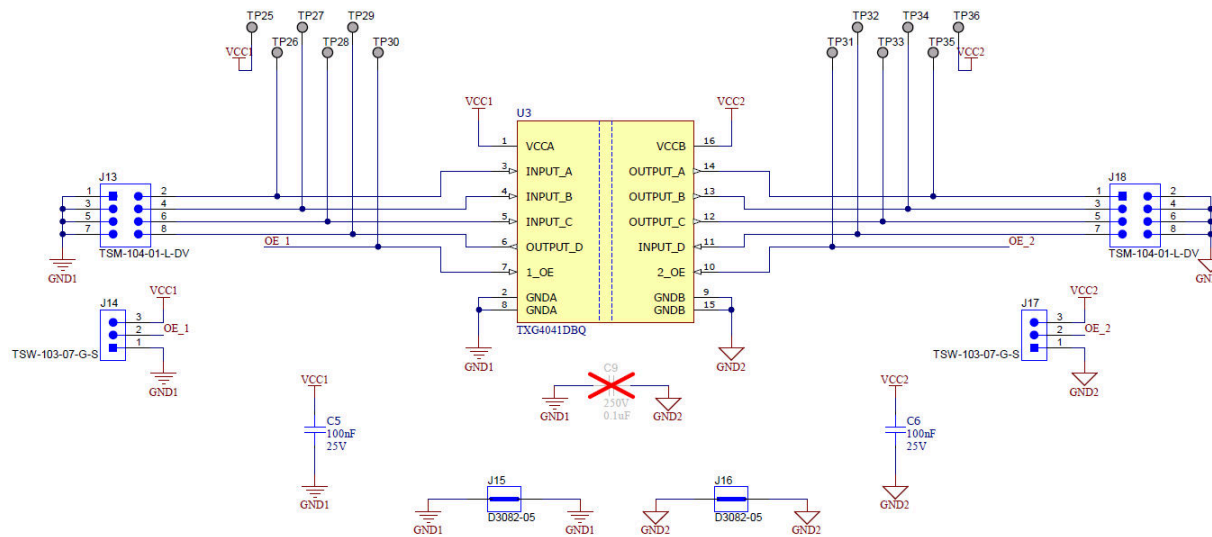 TP25
TP27
TP29
TP26
TP28
TP30
VCC1
TP32
TP34
TP36
TP31
TP33
TP35
VCC2
VCC1
VCC2
U3
1
VCCA
VCCB
16
3
INPUT_A
OUTPUT_A
14
4
INPUT_B
OUTPUT_B
13
5
INPUT_C
OUTPUT_C
12
6
OUTPUT_D
INPUT_D
11
7
1_OE
2_OE
10
2
GNDA
GNDB
9
8
GNDA
GNDB
15
TXG4041DBQ
GND1
GND2
J13
1
2
3
4
5
6
7
8
TSM-104-01-L-DV
GND1
OE_1
J18
1
2
3
4
5
6
7
8
TSM-104-01-L-DV
OE_2
J14
VCC1
3
2
OE_1
1
TSW-103-07-G-S
GND1
J17
VCC2
3
2
OE_2
1
TSW-103-07-G-S
GND2
C9
250V
0.1uF
GND1
GND2
VCC1
C5
100nF
25V
GND1
VCC2
C6
100nF
25V
GND2
J15
D3082-05
GND1
GND1
J16
D3082-05
GND2
GND2